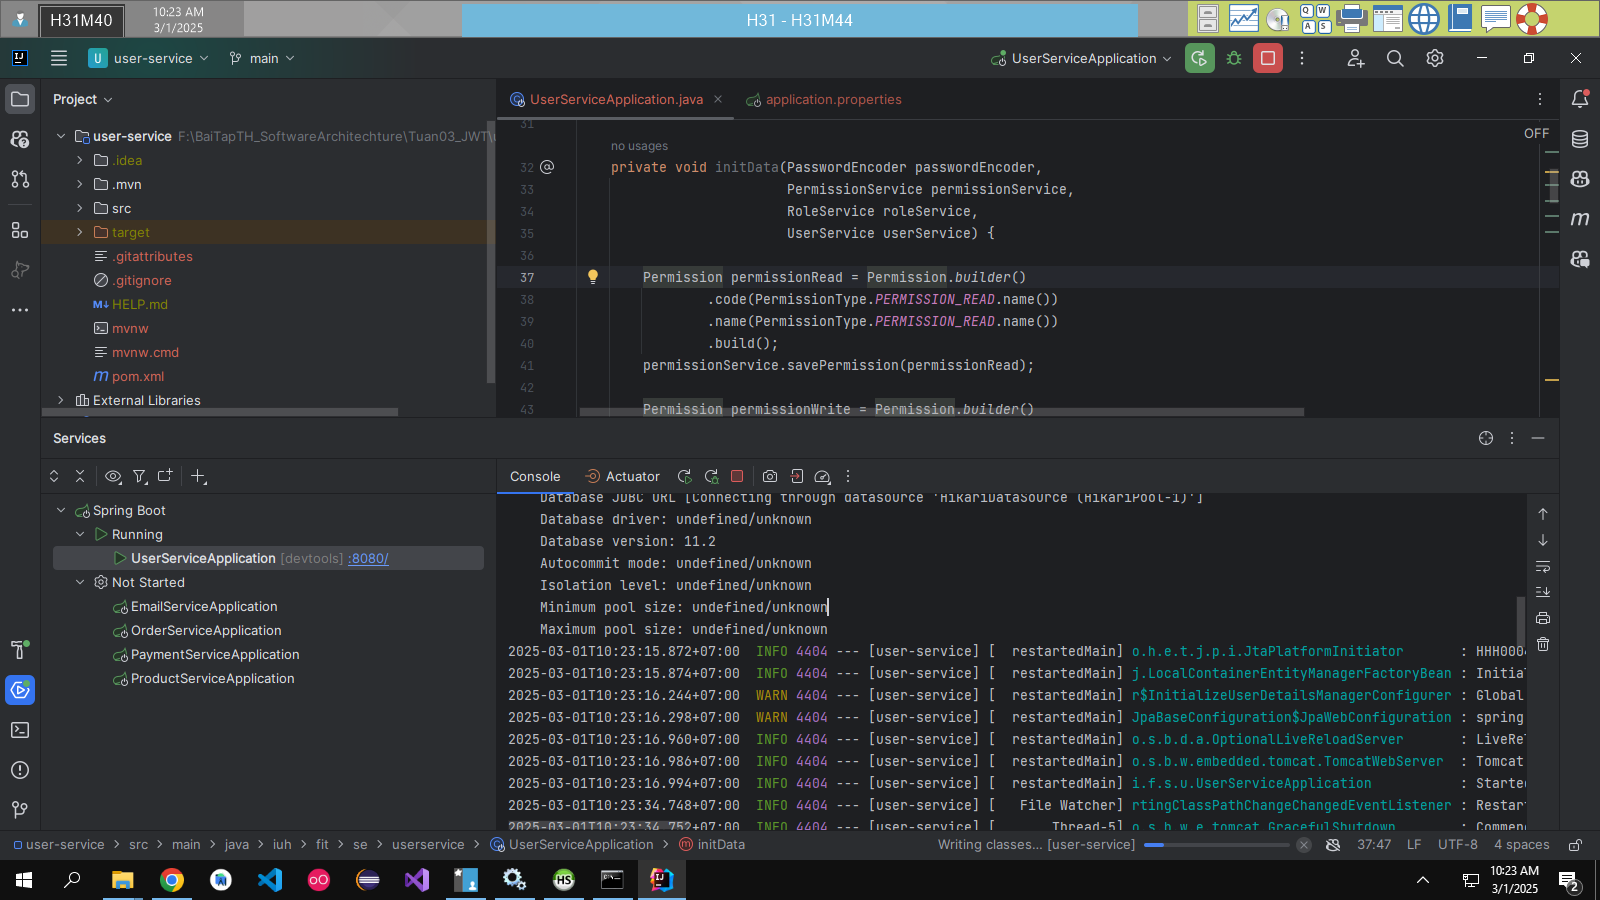 H31M40
10:23 AM
3/1/2025
H31 - H31M44
Q W
A S
IJ
U user-service
main
UserServiceApplication
Project
UserServiceApplication.java
application.properties
OFF
user-service F:\BaiTapTH_SoftwareArchitechture\Tuan03_JWT\
.idea
.mvn
src
target
.gitattributes
.gitignore
M↓ HELP.md
mvnw
mvnw.cmd
m pom.xml
External Libraries
31
no usages
32 private void initData(PasswordEncoder passwordEncoder,
33 PermissionService permissionService,
34 RoleService roleService,
35 UserService userService) {
36
37 Permission permissionRead = Permission.builder()
38 .code(PermissionType.PERMISSION_READ.name())
39 .name(PermissionType.PERMISSION_READ.name())
40 .build();
41 permissionService.savePermission(permissionRead);
42
43 Permission permissionWrite = Permission.builder()
Services
Console
Actuator
Spring Boot
Running
UserServiceApplication [devtools] :8080/
Not Started
EmailServiceApplication
OrderServiceApplication
PaymentServiceApplication
ProductServiceApplication
Database JDBC URL [Connecting through datasource 'HikariDataSource (HikariPool-1)']
Database driver: undefined/unknown
Database version: 11.2
Autocommit mode: undefined/unknown
Isolation level: undefined/unknown
Minimum pool size: undefined/unknown
Maximum pool size: undefined/unknown
2025-03-01T10:23:15.872+07:00 INFO 4404 --- [user-service] [ restartedMain] o.h.e.t.j.p.i.JtaPlatformInitiator : HHH000
2025-03-01T10:23:15.874+07:00 INFO 4404 --- [user-service] [ restartedMain] j.LocalContainerEntityManagerFactoryBean : Initia
2025-03-01T10:23:16.244+07:00 WARN 4404 --- [user-service] [ restartedMain] r$InitializeUserDetailsManagerConfigurer : Global
2025-03-01T10:23:16.298+07:00 WARN 4404 --- [user-service] [ restartedMain] JpaBaseConfiguration$JpaWebConfiguration : spring
2025-03-01T10:23:16.960+07:00 INFO 4404 --- [user-service] [ restartedMain] o.s.b.d.a.OptionalLiveReloadServer : LiveRel
2025-03-01T10:23:16.986+07:00 INFO 4404 --- [user-service] [ restartedMain] o.s.b.w.embedded.tomcat.TomcatWebServer : Tomcat
2025-03-01T10:23:16.994+07:00 INFO 4404 --- [user-service] [ restartedMain] i.f.s.u.UserServiceApplication : Started
2025-03-01T10:23:34.748+07:00 INFO 4404 --- [user-service] [ File Watcher] rtingClassPathChangeChangedEventListener : Restar
2025-03-01T10:23:34.752+07:00 INFO 4404 --- [user-service] [ Thread-5] o.s.b.w.e.tomcat.GracefulShutdown : Commen
user-service > src > main > java > iuh > fit > se > userservice > UserServiceApplication > initData
Writing classes... [user-service]
37:47 LF UTF-8 4 spaces
10:23 AM
3/1/2025
2